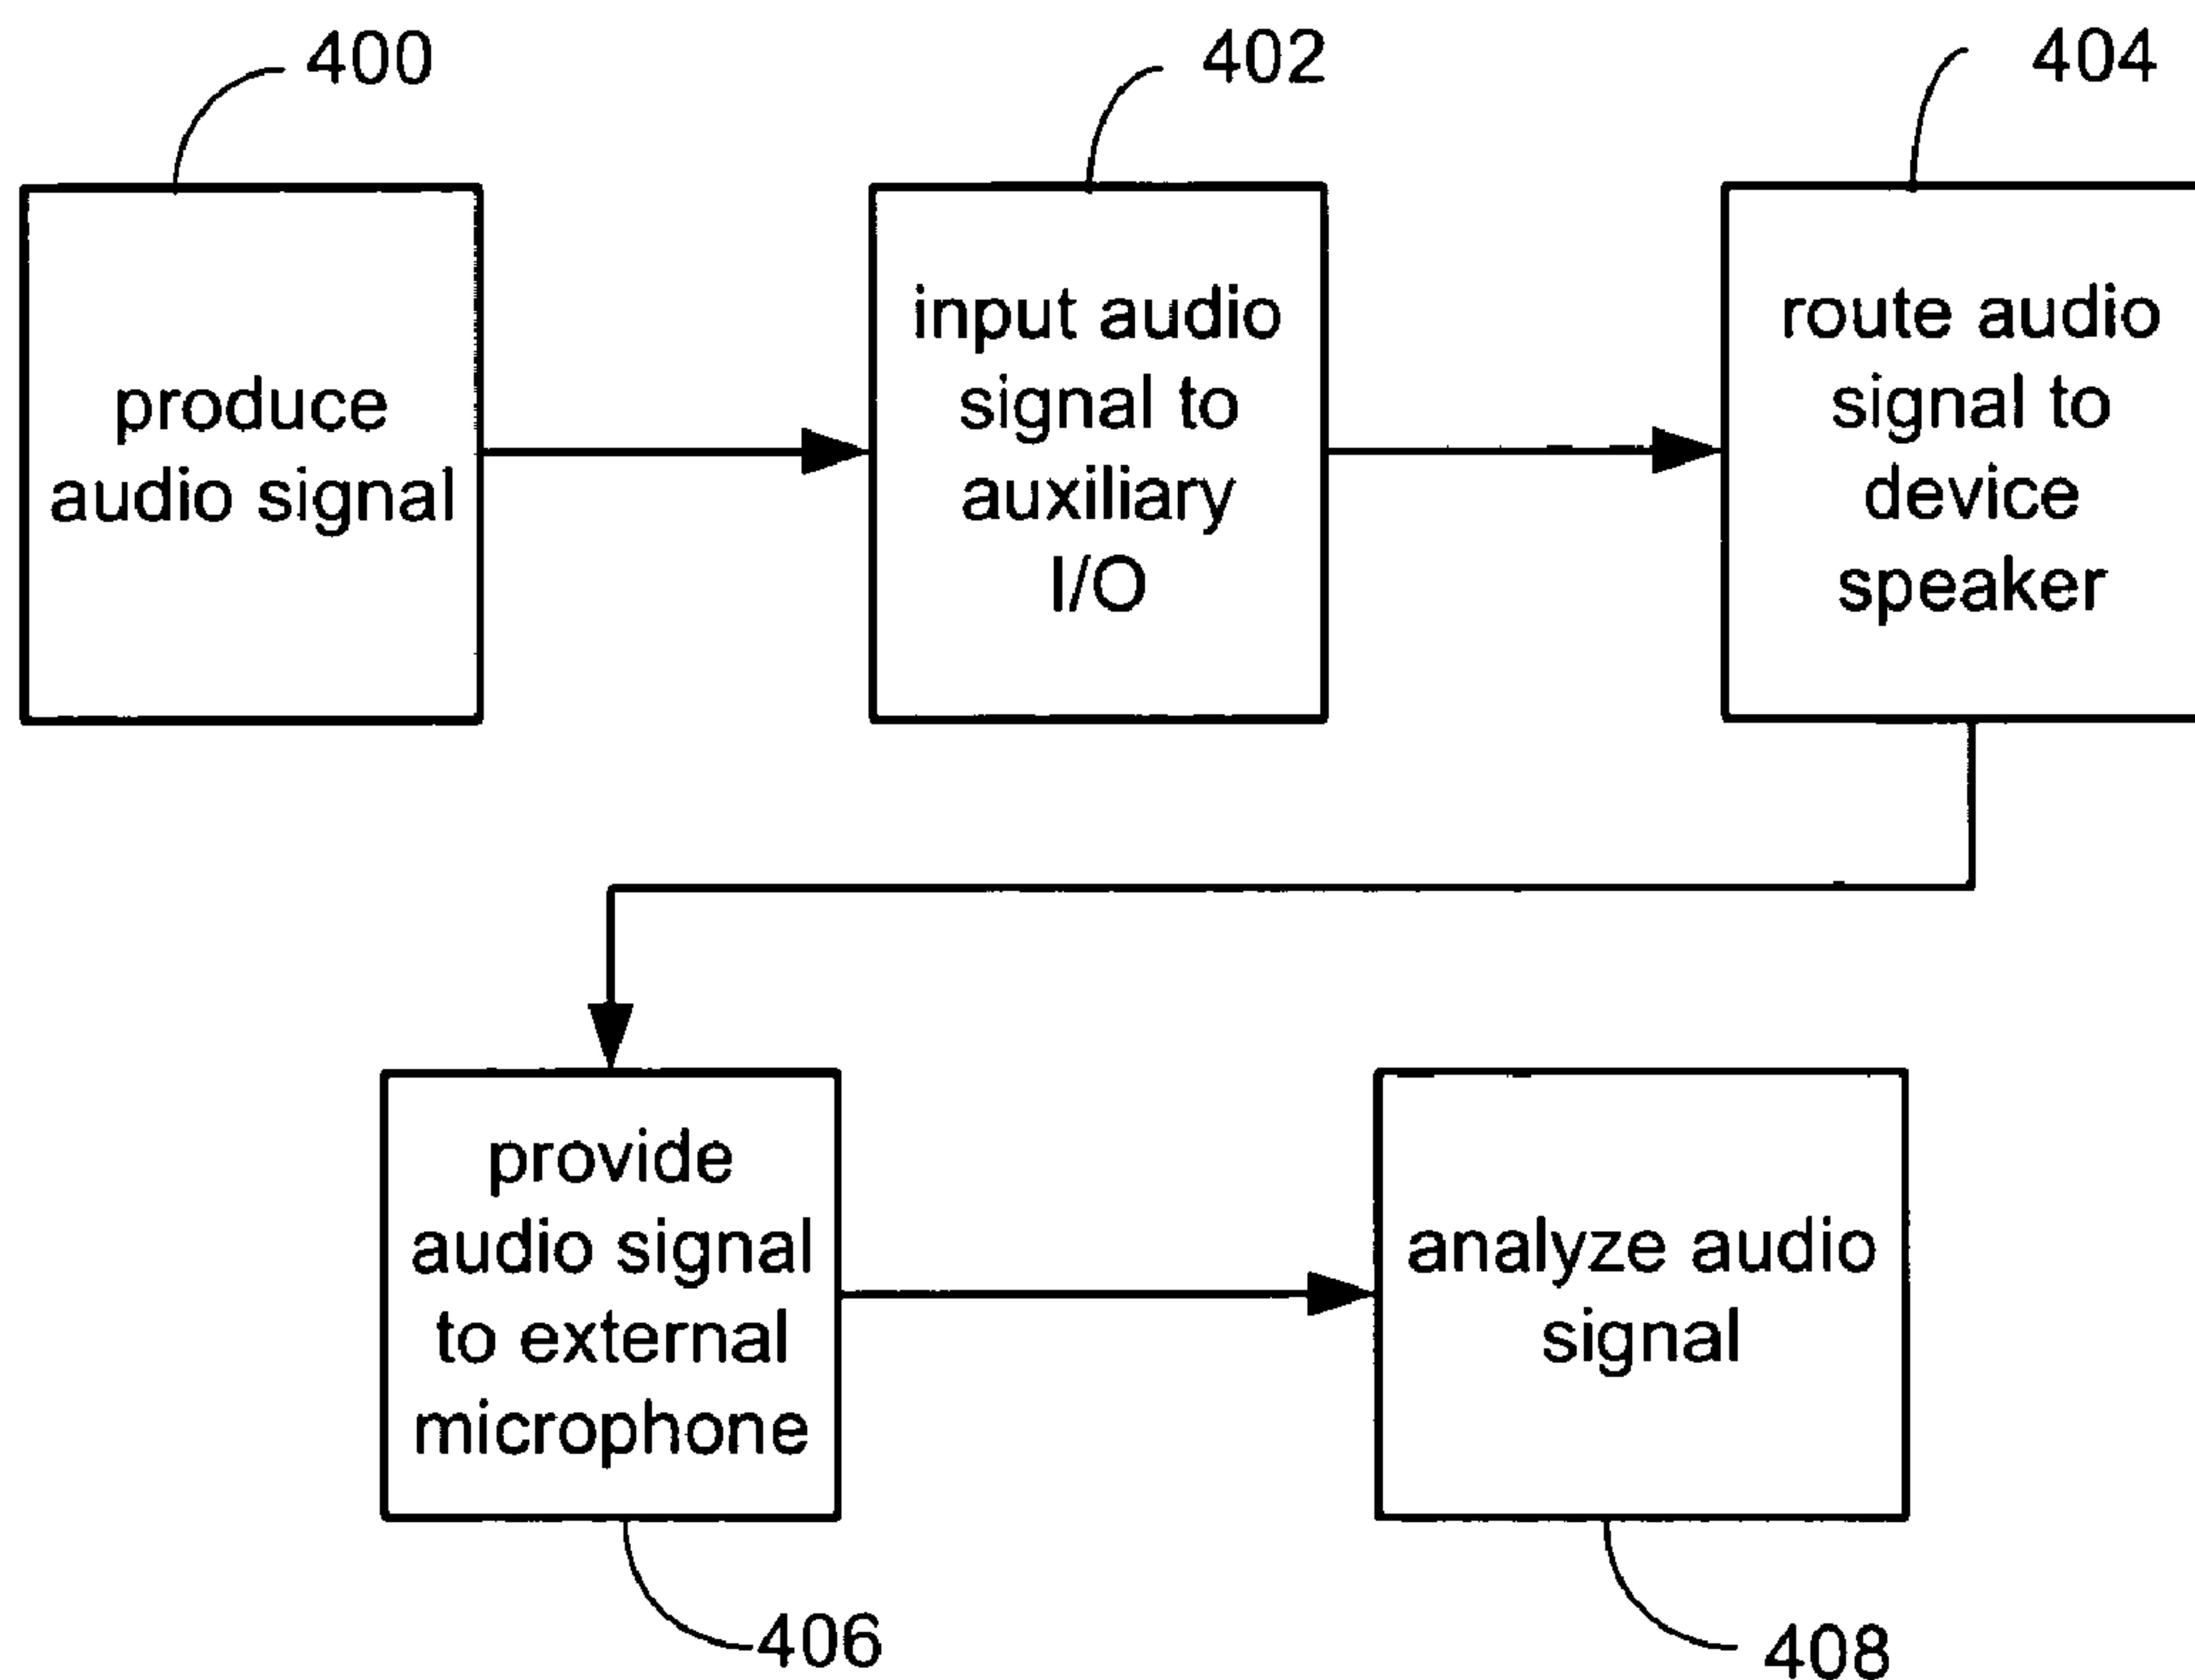 400
402
404
produce
audio signal
input audio
signal to
auxiliary
I/O
route audio
signal to
device
speaker
provide
audio signal
to external
microphone
analyze audio
signal
406
408